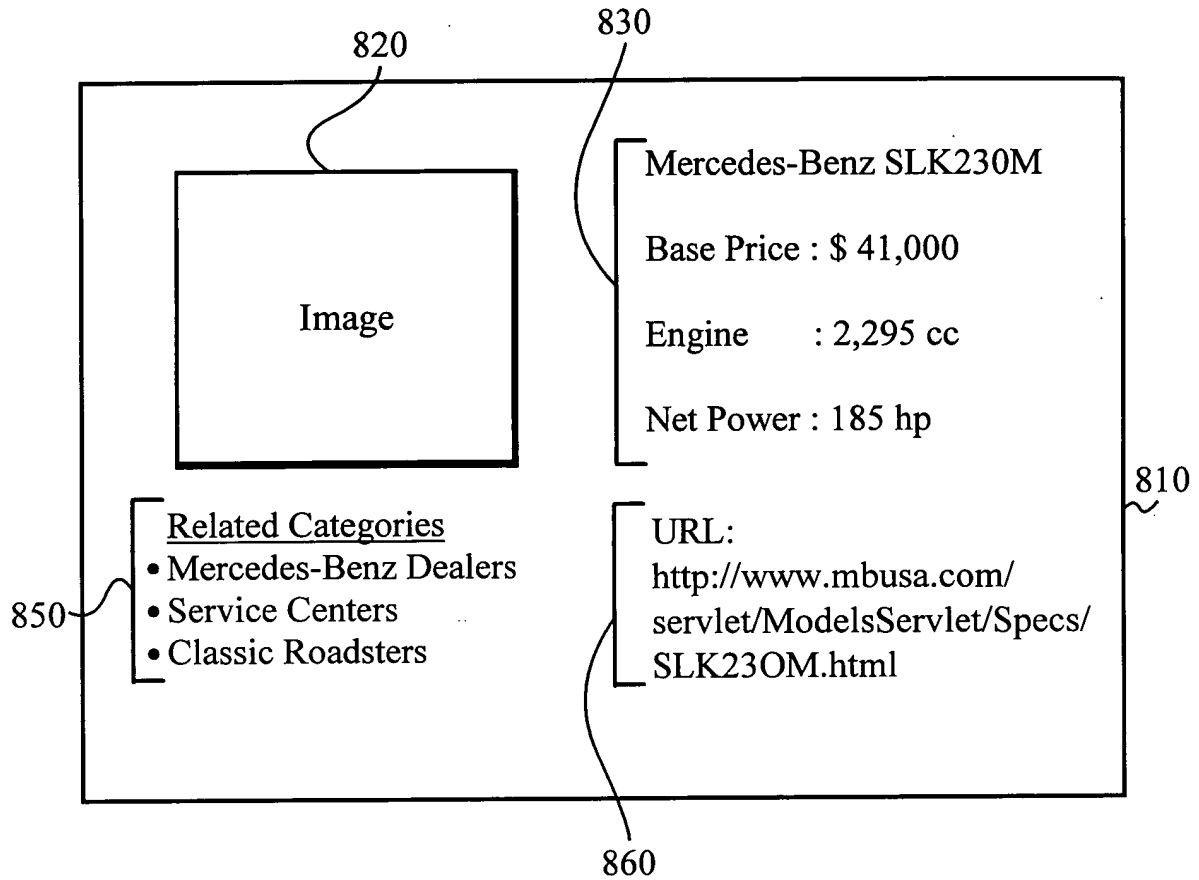 820
830
Image
Mercedes-Benz SLK230M
Base Price : $ 41,000
Engine : 2,295 cc
Net Power : 185 hp
810
850
Related Categories
• Mercedes-Benz Dealers
• Service Centers
• Classic Roadsters
URL:
http://www.mbusa.com/
servlet/ModelsServlet/Specs/
SLK23OM.html
860